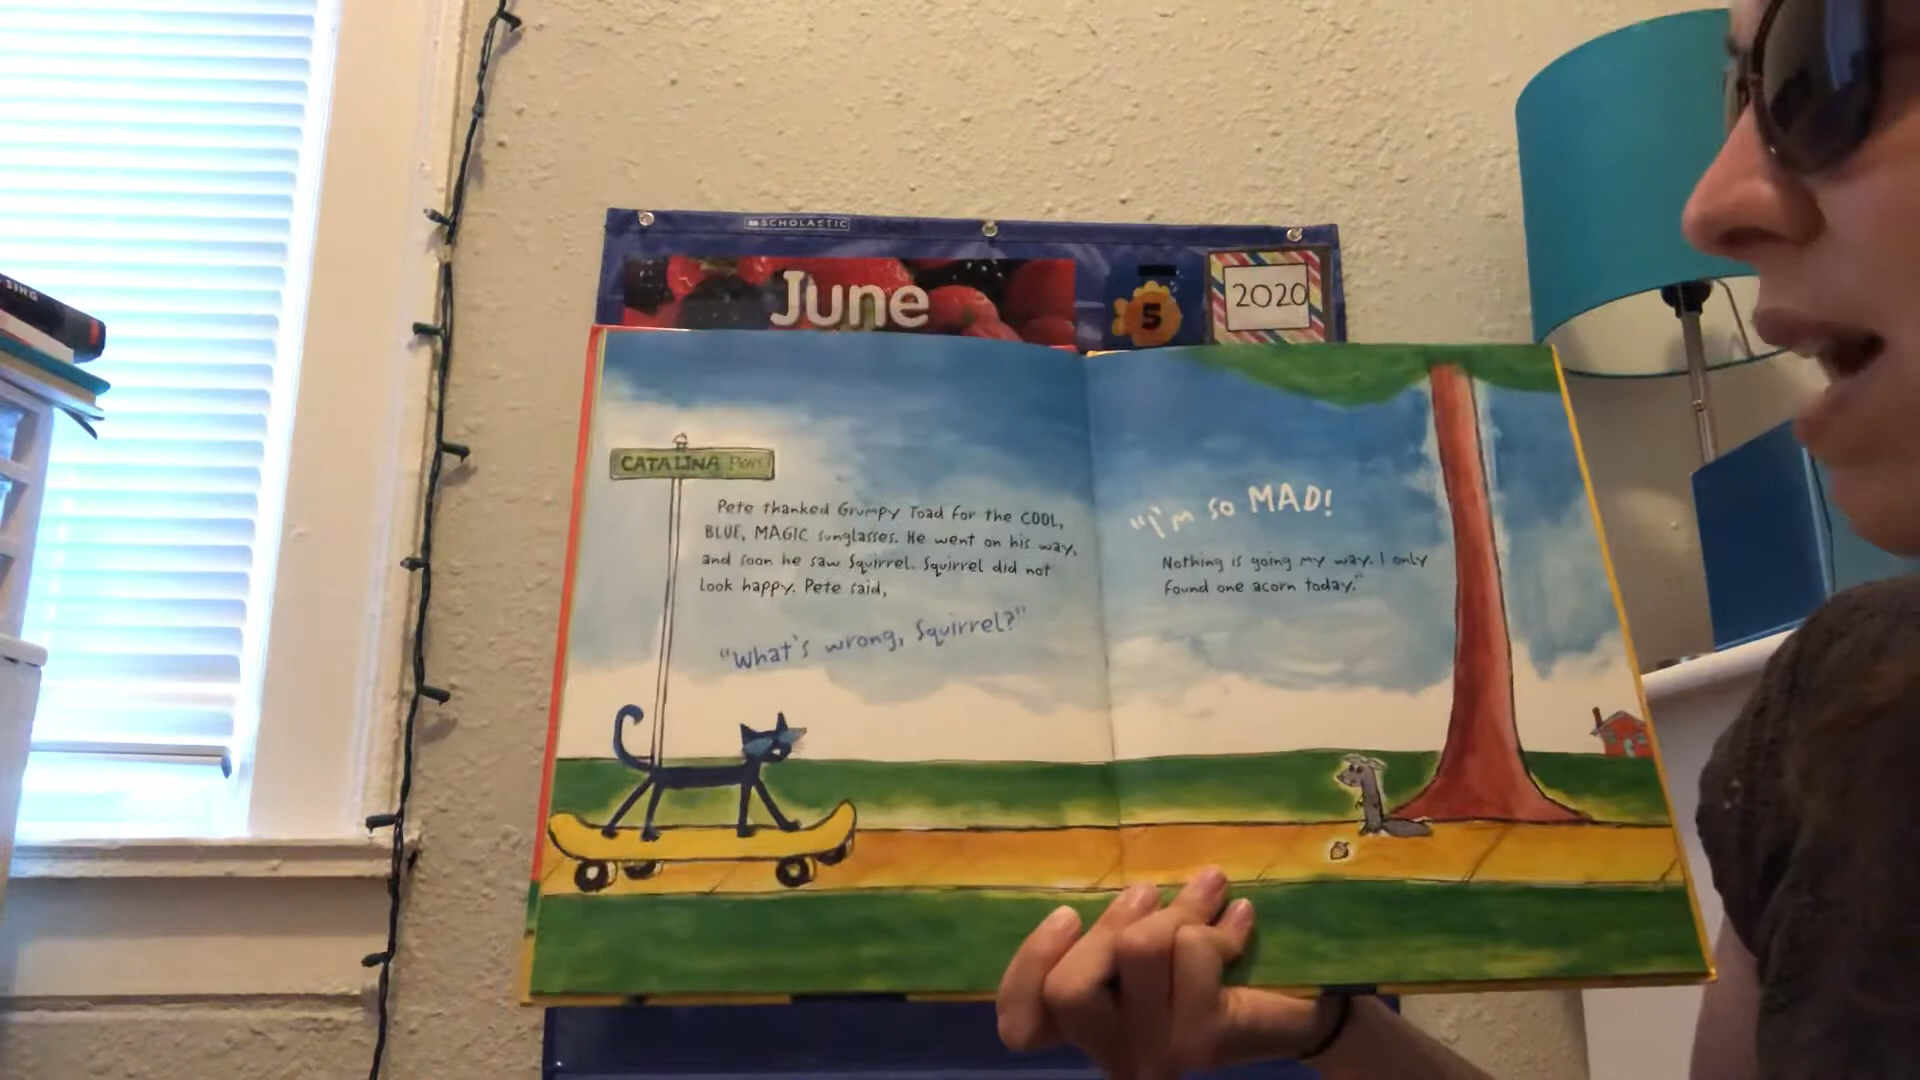 SCHOLASTIC
June
5
2020
SING
CATALINA
Pete thanked Grumpy Toad for the COOL,
BLUE, MAGIC sunglasses. He went on his way,
and soon he saw Squirrel. Squirrel did not
look happy. Pete said,
"What's wrong, Squirrel?"
"I'm so MAD!
Nothing is going my way. I only
found one acorn today."